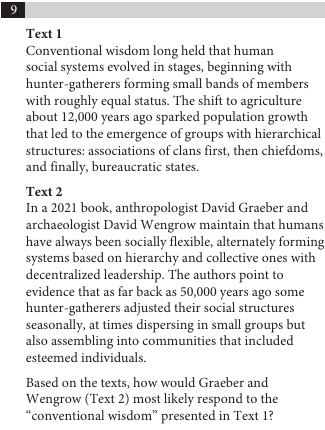 9
Text 1
Conventional wisdom long held that human
social systems evolved in stages, beginning with
hunter-gatherers forming small bands of members
with roughly equal status. The shift to agriculture
about 12,000 years ago sparked population growth
that led to the emergence of groups with hierarchical
structures: associations of clans first, then chiefdoms,
and finally, bureaucratic states.
Text 2
In a 2021 book, anthropologist David Graeber and
archaeologist David Wengrow maintain that humans
have always been socially flexible, alternately forming
systems based on hierarchy and collective ones with
decentralized leadership. The authors point to
evidence that as far back as 50,000 years ago some
hunter-gatherers adjusted their social structures
seasonally, at times dispersing in small groups but
also assembling into communities that included
esteemed individuals.
Based on the texts, how would Graeber and
Wengrow (Text 2) most likely respond to the
“conventional wisdom” presented in Text 1?